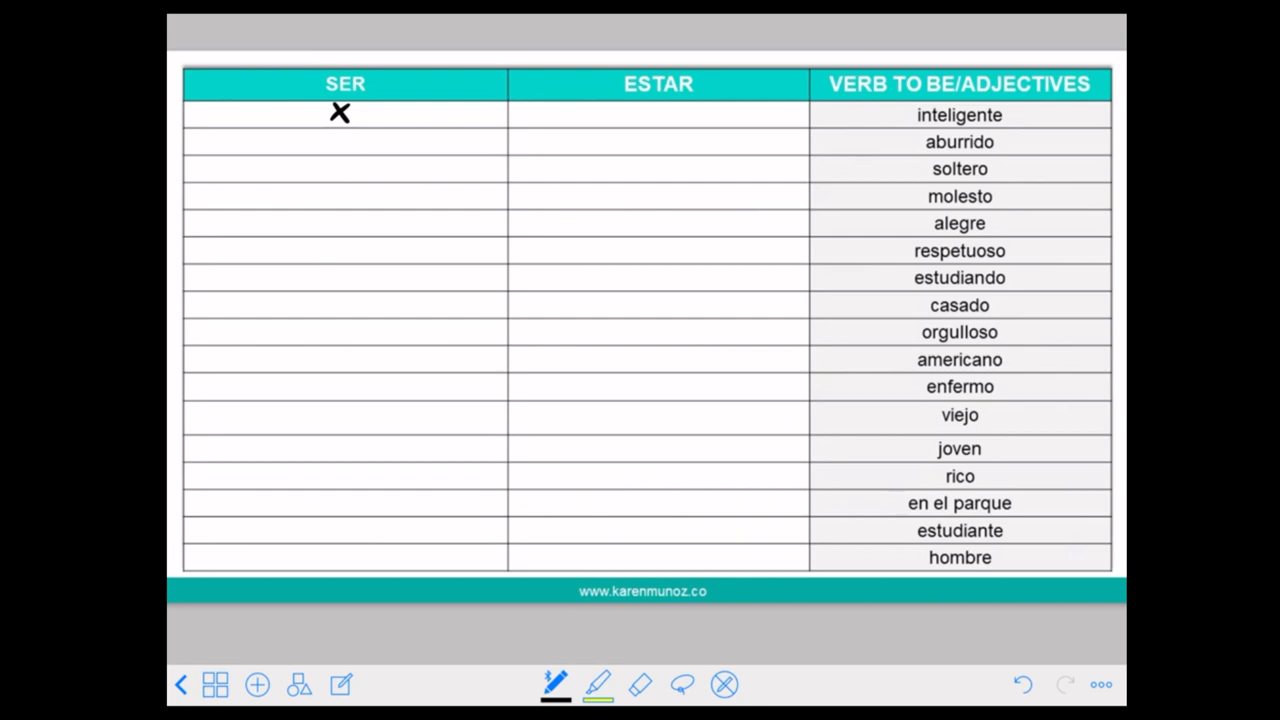 SER ESTAR VERB TO BE/ADJECTIVES
X inteligente
aburrido
soltero
molesto
alegre
respetuoso
estudiando
casado
orgulloso
americano
enfermo
viejo
joven
rico
en el parque
estudiante
hombre
www.karenmunoz.co